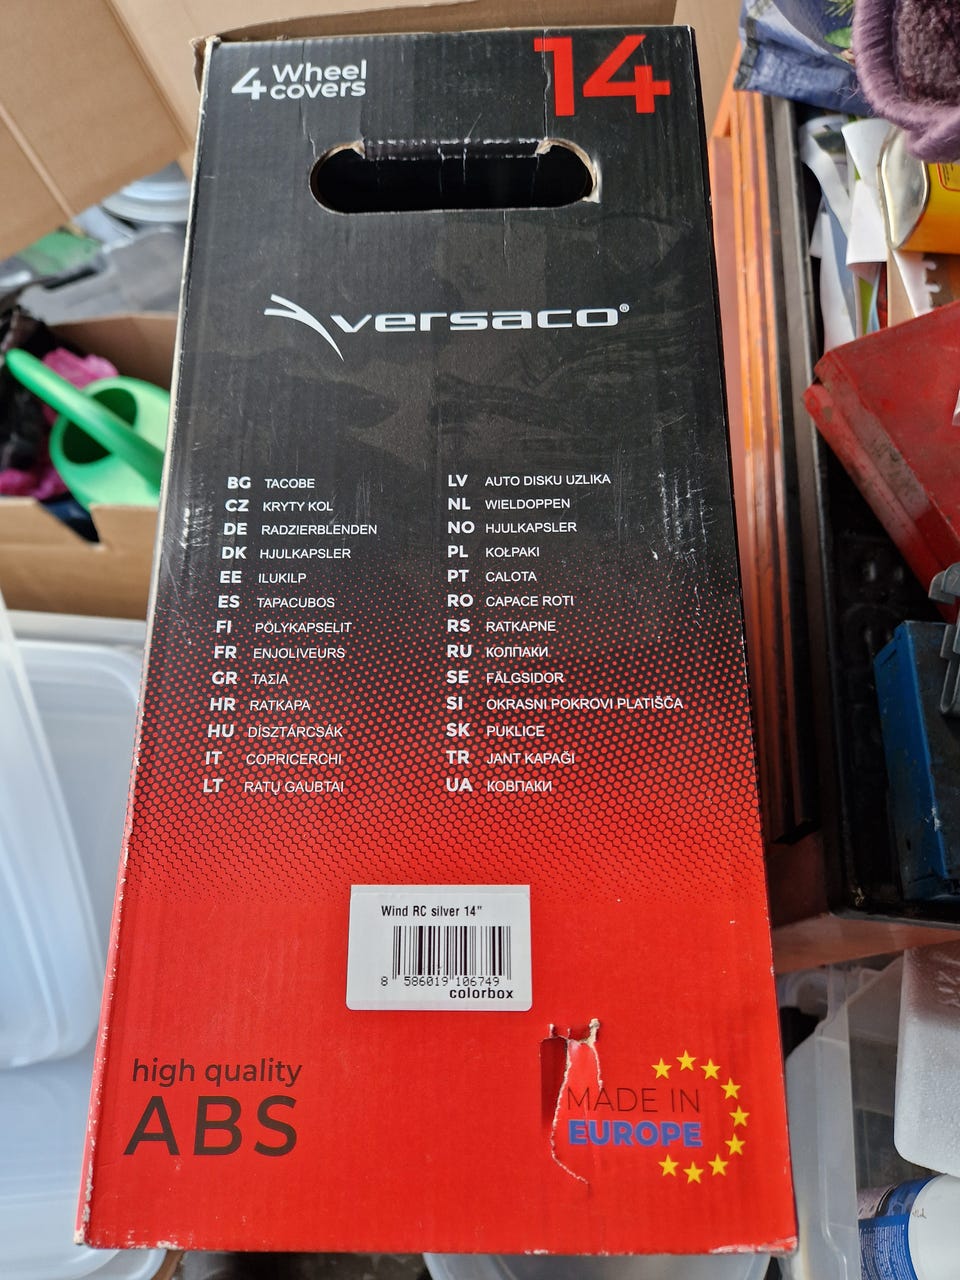 4 Wheel covers
14
versaco®
BG TACOBE
CZ KRYTY KOL
DE RADZIERBLENDEN
DK HJULKAPSLER
EE ILUKILP
ES TAPACUBOS
FI PÖLYKAPSELIT
FR ENJOLIVEURS
GR ΤΑΣΙΑ
HR RATKAPA
HU DÍSZTÁRCSÁK
IT COPRICERCHI
LT RATŲ GAUBTAI
LV AUTO DISKU UZLIKA
NL WIELDOPPEN
NO HJULKAPSLER
PL KOŁPAKI
PT CALOTA
RO CAPACE ROTI
RS RATKAPNE
RU КОЛПАКИ
SE FÄLGSIDOR
SI OKRASNI POKROVI PLATIŠČA
SK PUKLICE
TR JANT KAPAĞI
UA КОВПАКИ
Wind RC silver 14"
8 586019 106749
colorbox
high quality
ABS
MADE IN
EUROPE